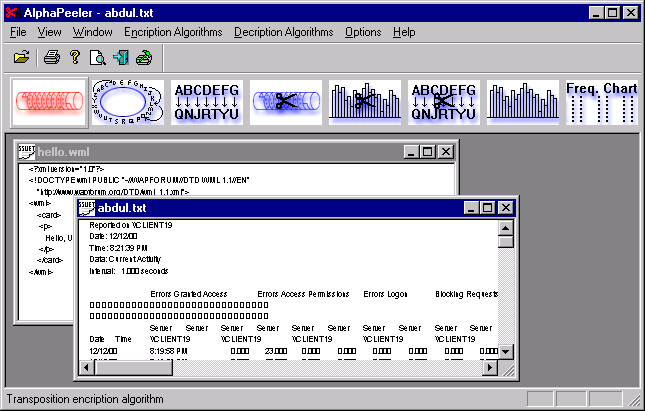 AlphaPeeler - abdul.txt
File View Window Encription Algorithms Decription Algorithms Options Help
ABCDEFG
QNJRTYU
ABCDEFG
QNJRTYU
Freq. Chart
hello.wml
<?xml version="1.0"?>
<!DOCTYPE wml PUBLIC "-//WAPFORUM//DTD WML 1.1//EN"
"http://www.wapforum.org/DTD/wml_1.1.xml">
<wml>
<card>
<p>
Hello, U
</p>
</card>
</wml>
abdul.txt
Reported on \\CLIENT19
Date: 12/12/00
Time: 8:21:39 PM
Data: Current Activity
Interval: 1.000 seconds
Errors Granted Access Errors Access Permissions Errors Logon Blocking Requests
Server Server Server Server Server Server Server Server
Date Time \\CLIENT19 \\CLIENT19 \\CLIENT19 \\CLIENT19
12/12/00 8:19:58 PM 0.000 23.000 0.000 0.000 0.000 0.000 0.000
Transposition encription algorithm